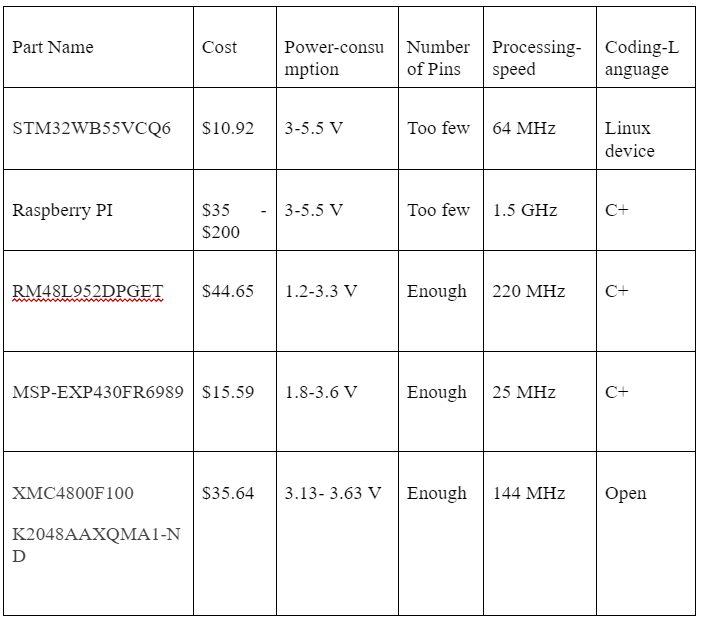 Part Name
Cost
Power-consu
mption
Number
of Pins
Processing-
speed
Coding-L
anguage
STM32WB55VCQ6
$10.92
3-5.5 V
Too few
64 MHz
Linux
device
Raspberry PI
$35 -
$200
3-5.5 V
Too few
1.5 GHz
C+
RM48L952DPGET
$44.65
1.2-3.3 V
Enough
220 MHz
C+
MSP-EXP430FR6989
$15.59
1.8-3.6 V
Enough
25 MHz
C+
XMC4800F100
K2048AAXQMA1-N
D
$35.64
3.13- 3.63 V
Enough
144 MHz
Open